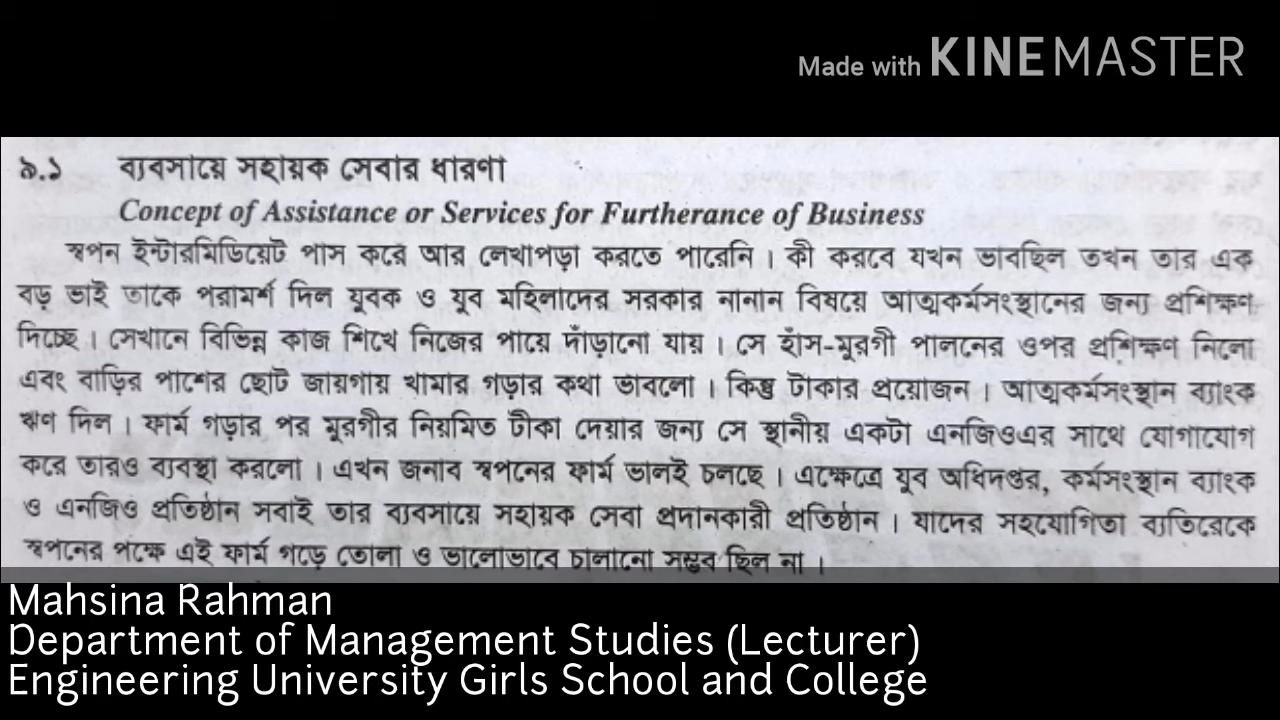 Made with KINEMASTER
৯.১ ব্যবসায়ে সহায়ক সেবার ধারণা
Concept of Assistance or Services for Furtherance of Business
স্বপন ইন্টারমিডিয়েট পাস করে আর লেখাপড়া করতে পারেনি। কী করবে যখন ভাবছিল তখন তার এক
বড় ভাই তাকে পরামর্শ দিল যুবক ও যুব মহিলাদের সরকার নানান বিষয়ে আত্মকর্মসংস্থানের জন্য প্রশিক্ষণ
দিচ্ছে। সেখানে বিভিন্ন কাজ শিখে নিজের পায়ে দাঁড়ানো যায়। সে হাঁস-মুরগী পালনের ওপর প্রশিক্ষণ নিলো
এবং বাড়ির পাশের ছোট জায়গায় খামার গড়ার কথা ভাবলো। কিন্তু টাকার প্রয়োজন। আত্মকর্মসংস্থান ব্যাংক
ঋণ দিল। ফার্ম গড়ার পর মুরগীর নিয়মিত টীকা দেয়ার জন্য সে স্থানীয় একটা এনজিওএর সাথে যোগাযোগ
করে তারও ব্যবস্থা করলো। এখন জনাব স্বপনের ফার্ম ভালই চলছে। এক্ষেত্রে যুব অধিদপ্তর, কর্মসংস্থান ব্যাংক
ও এনজিও প্রতিষ্ঠান সবাই তার ব্যবসায়ে সহায়ক সেবা প্রদানকারী প্রতিষ্ঠান। যাদের সহযোগিতা ব্যতিরেকে
স্বপনের পক্ষে এই ফার্ম গড়ে তোলা ও ভালোভাবে চালানো সম্ভব ছিল না।
Mahsina Rahman
Department of Management Studies (Lecturer)
Engineering University Girls School and College